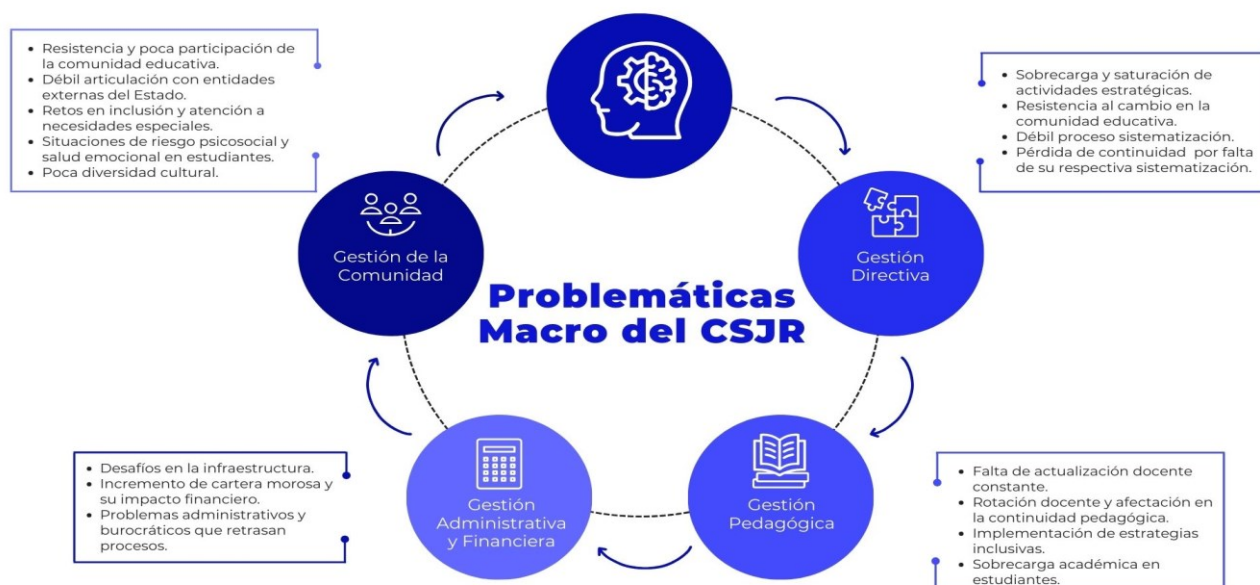 • Resistencia y poca participación de
la comunidad educativa.
• Débil articulación con entidades
externas del Estado.
• Retos en inclusión y atención a
necesidades especiales.
• Situaciones de riesgo psicosocial y
salud emocional en estudiantes.
• Poca diversidad cultural.
• Sobrecarga y saturación de
actividades estratégicas.
• Resistencia al cambio en la
comunidad educativa.
• Débil proceso sistematización.
• Pérdida de continuidad por falta
de su respectiva sistematización.
Gestión de la
Comunidad
Gestión
Directiva
Problemáticas
Macro del CSJR
• Desafíos en la infraestructura.
• Incremento de cartera morosa y
su impacto financiero.
• Problemas administrativos y
burocráticos que retrasan
procesos.
Gestión
Administrativa
y Financiera
Gestión
Pedagógica
• Falta de actualización docente
constante.
• Rotación docente y afectación en
la continuidad pedagógica.
• Implementación de estrategias
inclusivas.
• Sobrecarga académica en
estudiantes.